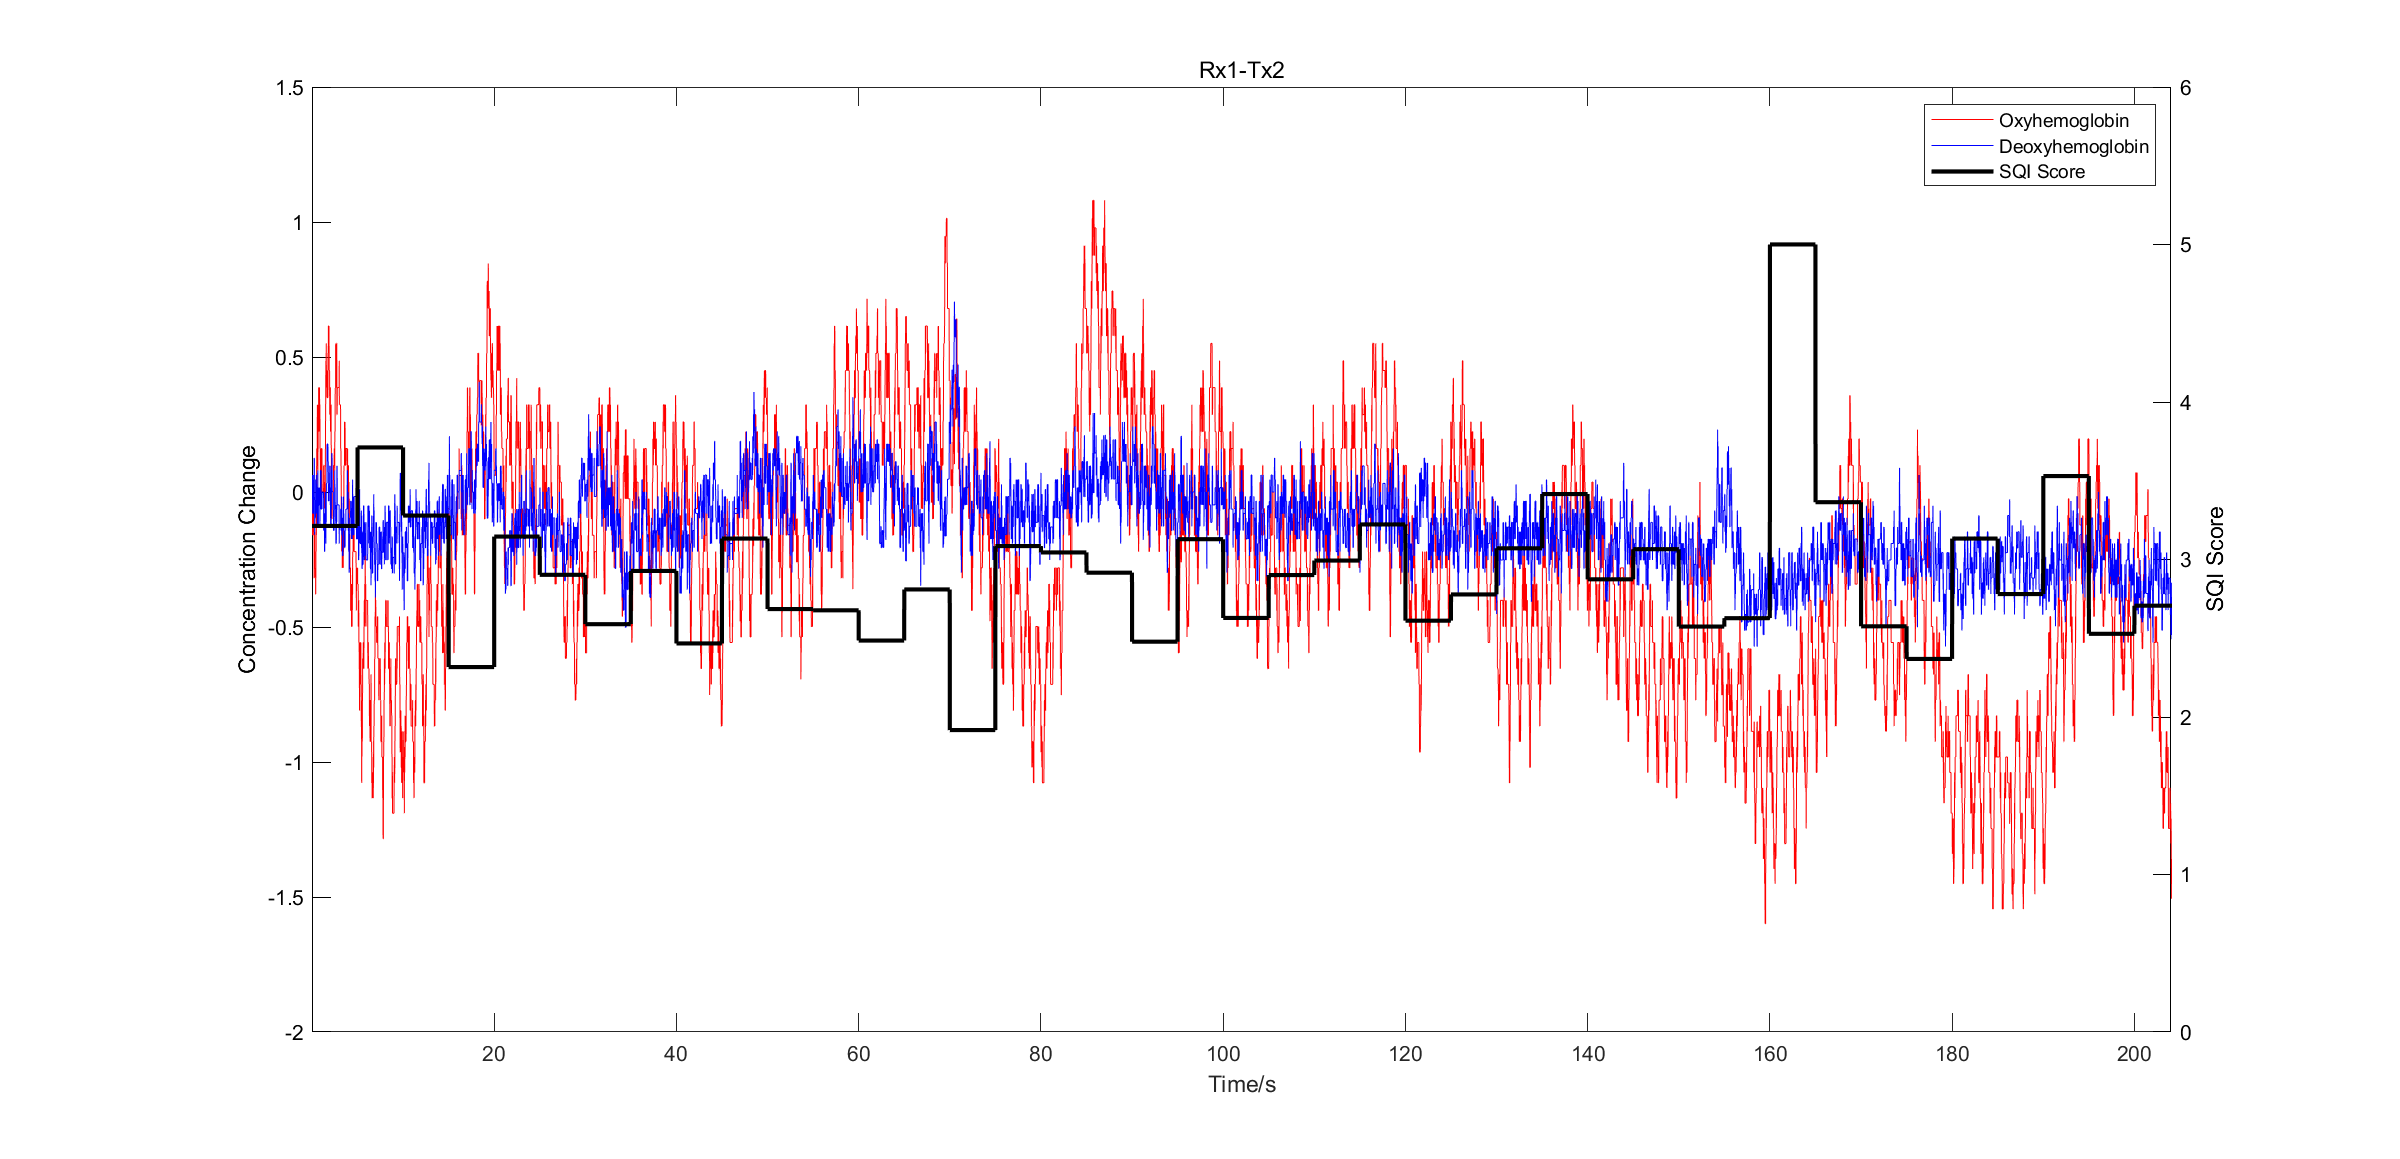 Rx1-Tx2
1.5
1
0.5
0
-0.5
-1
-1.5
-2
Concentration Change
6
5
4
3
2
1
0
SQI Score
Oxyhemoglobin
Deoxyhemoglobin
SQI Score
20 40 60 80 100 120 140 160 180 200
Time/s